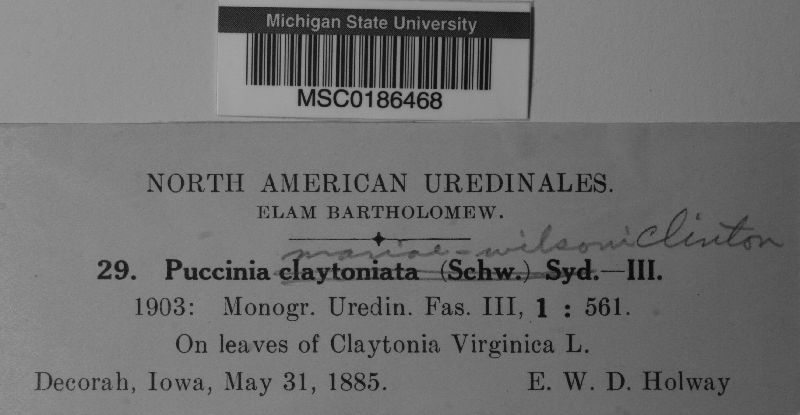 Michigan State University
MSC0186468
NORTH AMERICAN UREDINALES.
ELAM BARTHOLOMEW.
mariae-wilsoni Clinton
29. Puccinia claytoniata (Schw.) Syd.—III.
1903: Monogr. Uredin. Fas. III, 1 : 561.
On leaves of Claytonia Virginica L.
Decorah, Iowa, May 31, 1885. E. W. D. Holway